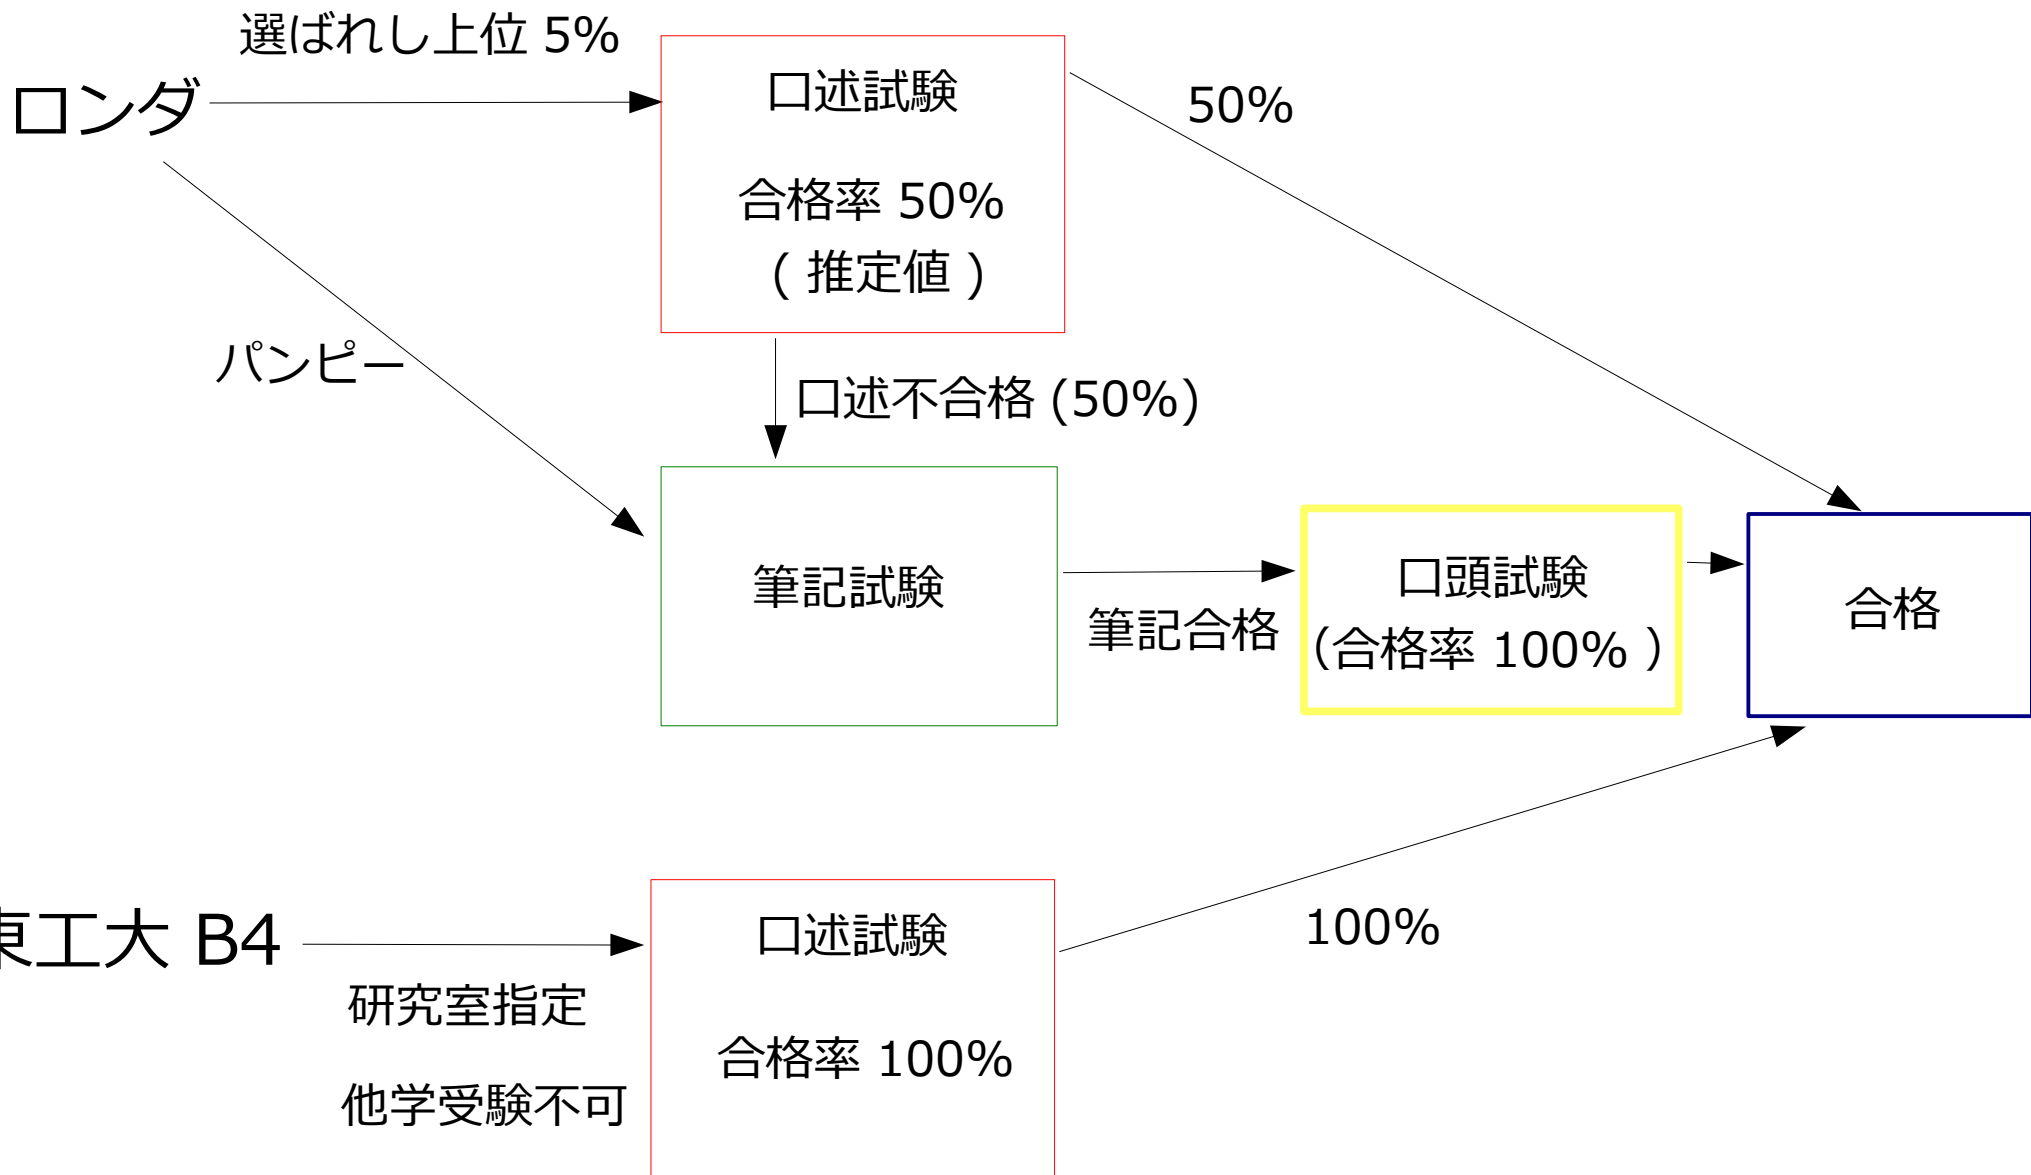 選ばれし上位 5%
ロンダ
口述試験
合格率 50%
( 推定値 )
50%
パンピー
口述不合格 (50%)
筆記試験
筆記合格
口頭試験
（合格率 100% ）
合格
東工大 B4
研究室指定
他学受験不可
口述試験
合格率 100%
100%